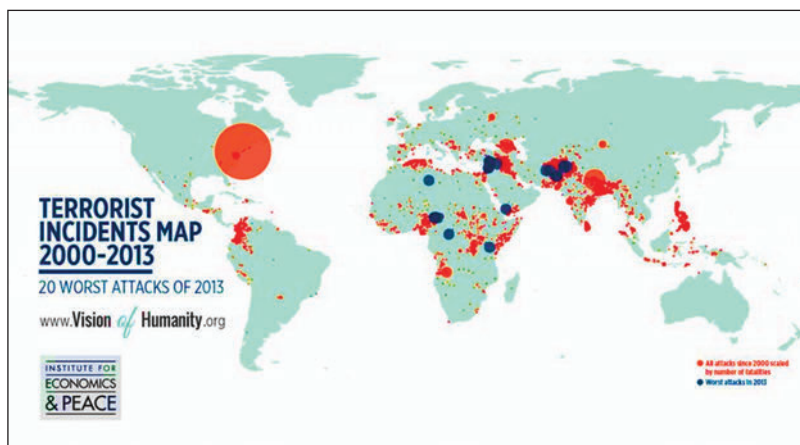 TERRORIST
INCIDENTS MAP
2000-2013
20 WORST ATTACKS OF 2013
www.Vision of Humanity.org
INSTITUTE FOR
ECONOMICS
& PEACE
All attacks since 2000 scaled
by number of fatalities
Worst attacks in 2013